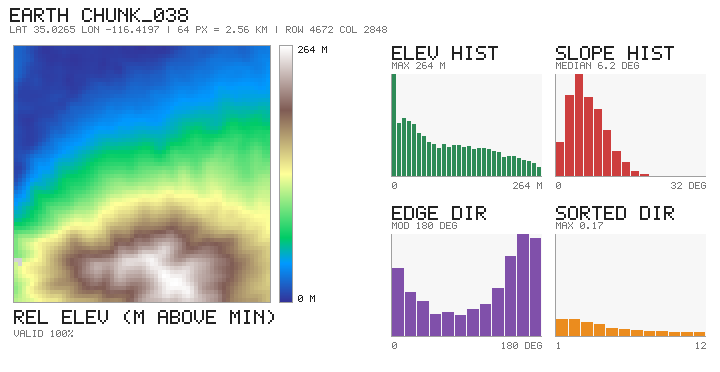 EARTH CHUNK_038
LAT 35.0265 LON -116.4197 | 64 PX = 2.56 KM | ROW 4672 COL 2848
264 M
0 M
REL ELEV (M ABOVE MIN)
VALID 100%
ELEV HIST
MAX 264 M
0 264 M
SLOPE HIST
MEDIAN 6.2 DEG
0 32 DEG
EDGE DIR
MOD 180 DEG
0 180 DEG
SORTED DIR
MAX 0.17
1 12